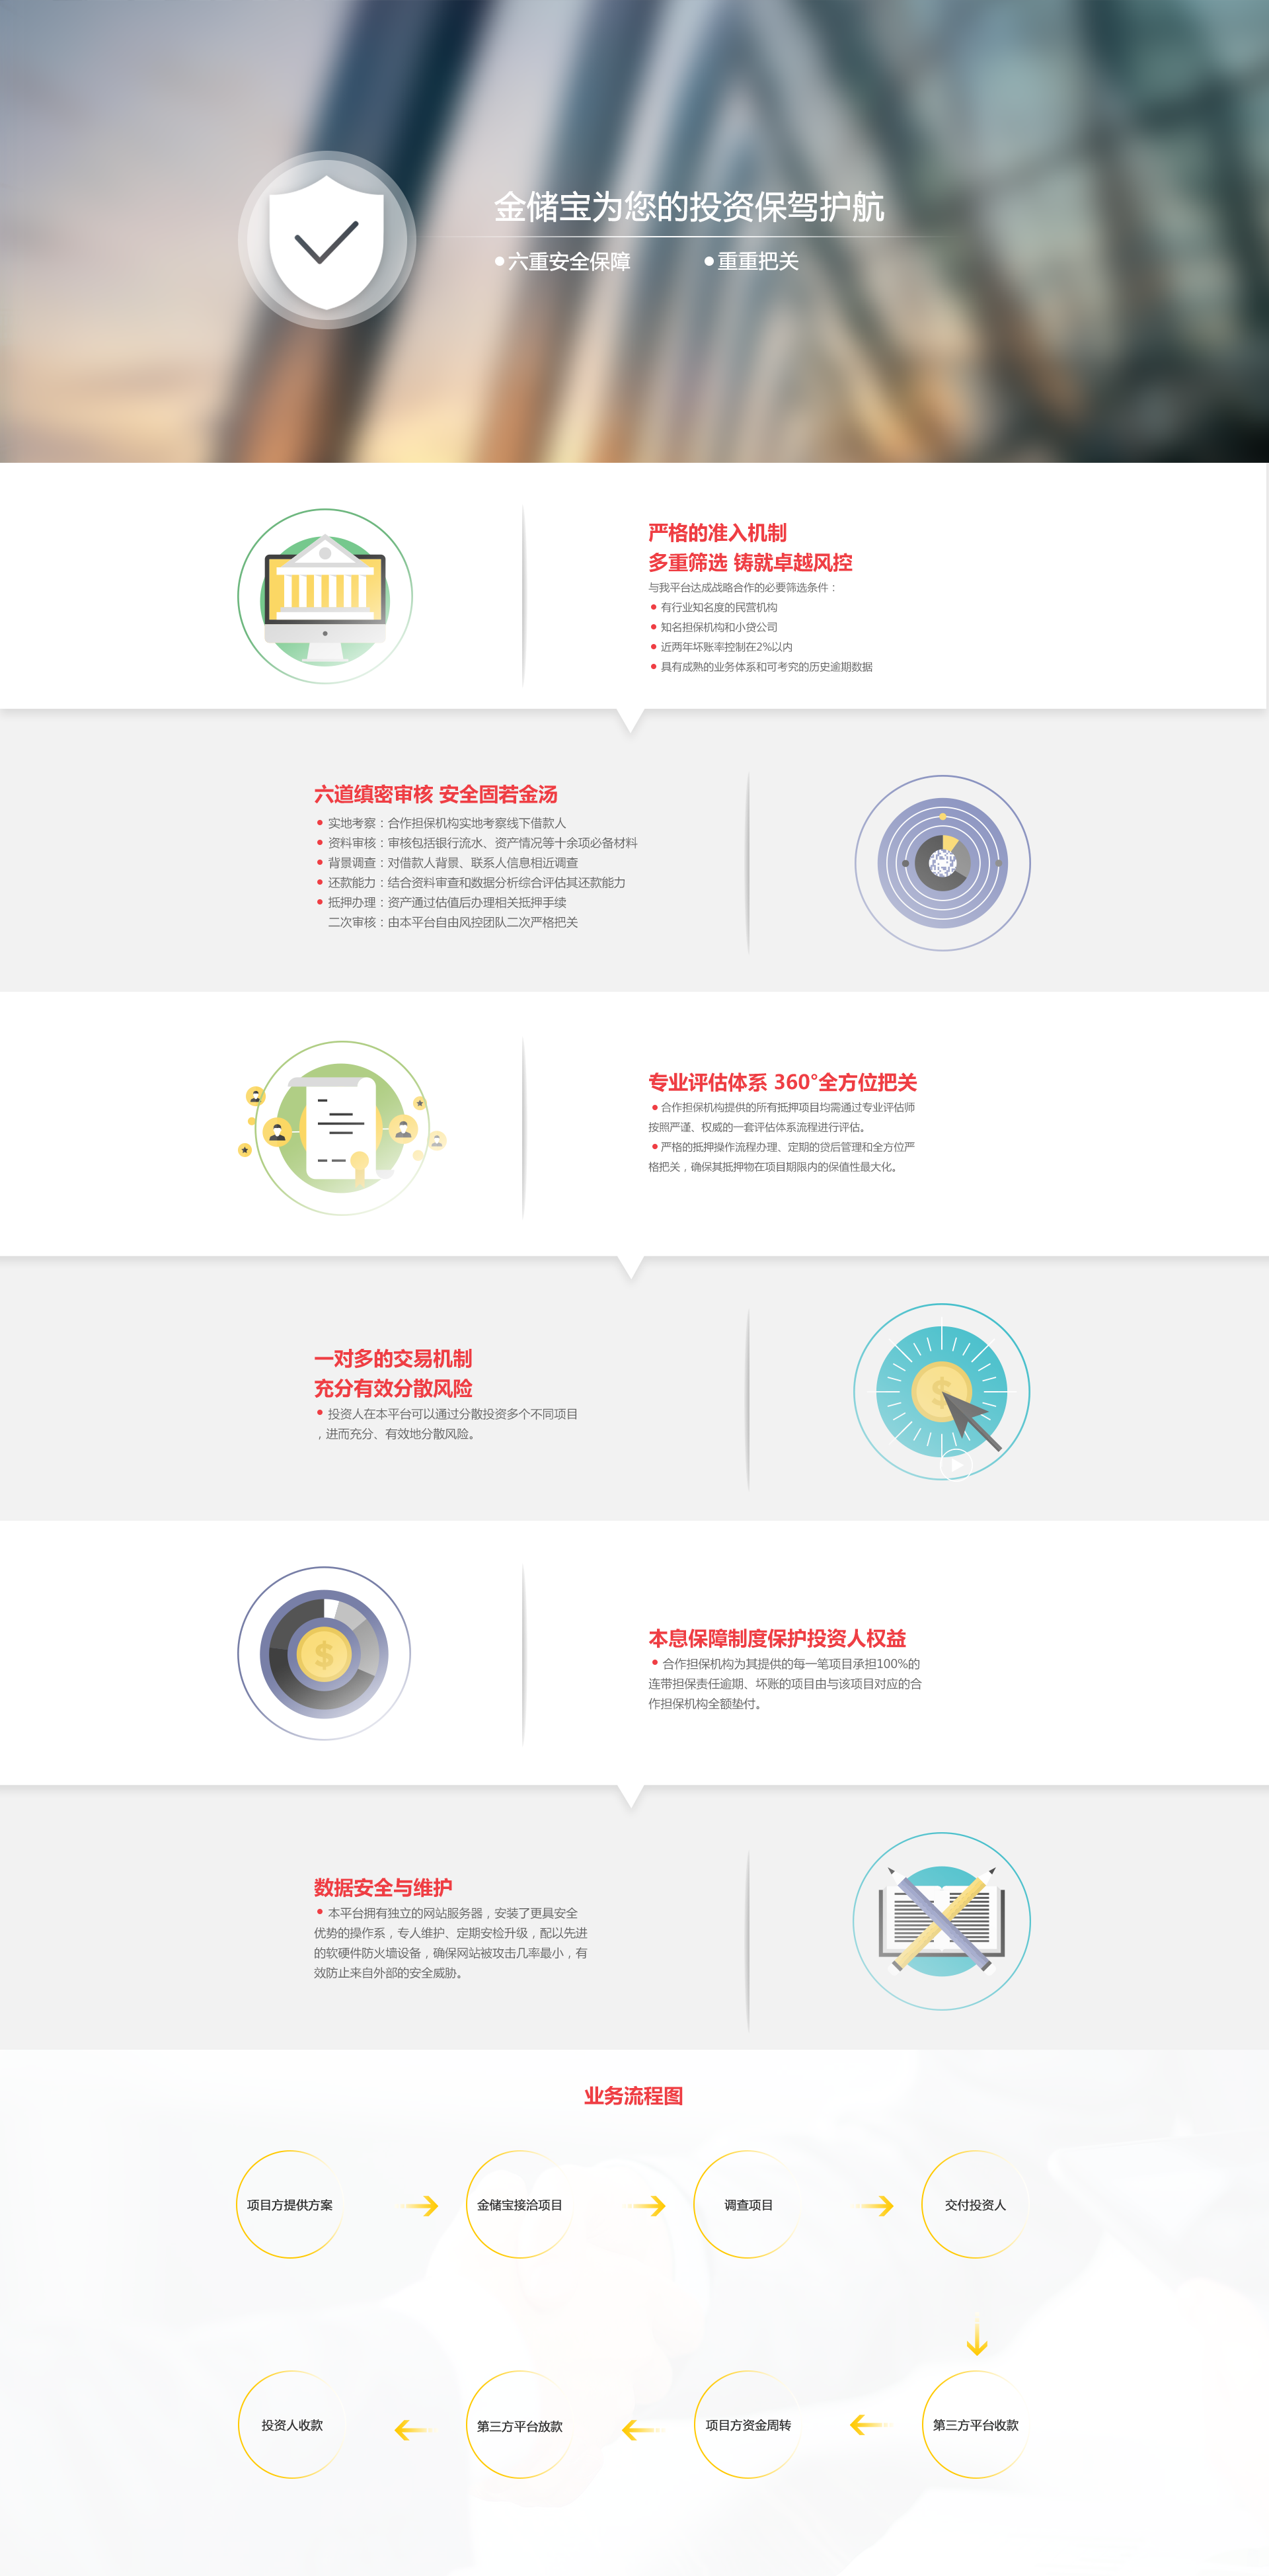 金储宝为您的投资保驾护航
六重安全保障
重重把关
严格的准入机制
多重筛选 铸就卓越风控
与我平台达成战略合作的必要筛选条件：
有行业知名度的民营机构
知名担保机构和小贷公司
近两年坏账率控制在2%以内
具有成熟的业务体系和可考究的历史逾期数据
六道缜密审核 安全固若金汤
实地考察：合作担保机构实地考察线下借款人
资料审核：审核包括银行流水、资产情况等十余项必备材料
背景调查：对借款人背景、联系人信息相近调查
还款能力：结合资料审查和数据分析综合评估其还款能力
抵押办理：资产通过估值后办理相关抵押手续
二次审核：由本平台自由风控团队二次严格把关
专业评估体系 360°全方位把关
合作担保机构提供的所有抵押项目均需通过专业评估师
按照严谨、权威的一套评估体系流程进行评估。
严格的抵押操作流程办理、定期的贷后管理和全方位严
格把关，确保其抵押物在项目期限内的保值性最大化。
一对多的交易机制
充分有效分散风险
投资人在本平台可以通过分散投资多个不同项目
，进而充分、有效地分散风险。
本息保障制度保护投资人权益
合作担保机构为其提供的每一笔项目承担100%的
连带担保责任逾期、坏账的项目由与该项目对应的合
作担保机构全额垫付。
数据安全与维护
本平台拥有独立的网站服务器，安装了更具安全
优势的操作系，专人维护、定期安检升级，配以先进
的软硬件防火墙设备，确保网站被攻击几率最小，有
效防止来自外部的安全威胁。
业务流程图
项目方提供方案
金储宝接洽项目
调查项目
交付投资人
投资人收款
第三方平台放款
项目方资金周转
第三方平台收款